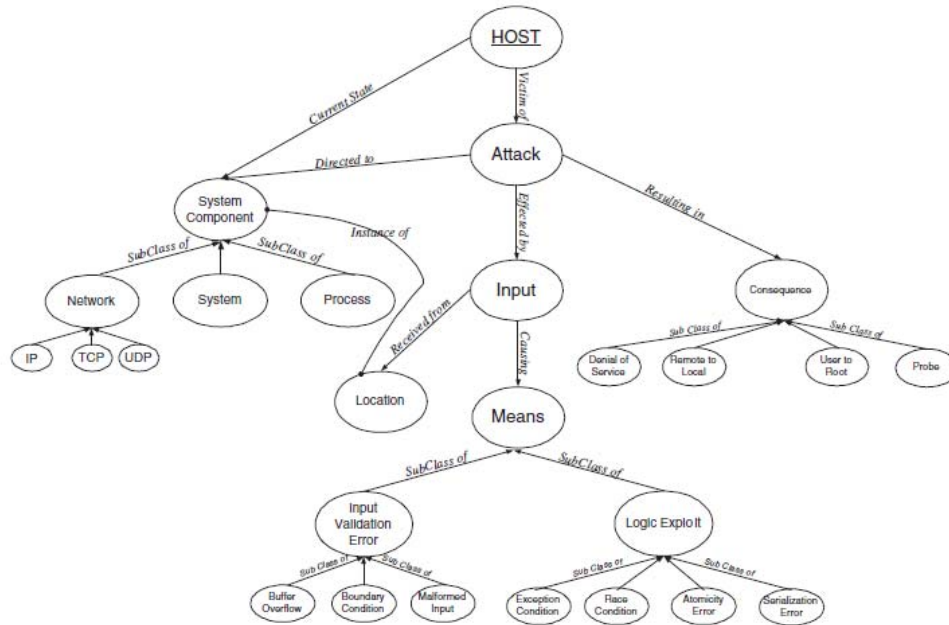 HOST
Current State
Victim of
Attack
Directed to
Effected by
Resulting in
System
Component
Instance of
SubClass of
SubClass of
Network
System
Process
Input
Consequence
IP
TCP
UDP
Received from
Causing
Sub Class of
Sub Class of
Denial of
Service
Remote to
Local
User to
Root
Probe
Location
Means
SubClass of
SubClass of
Input
Validation
Error
Logic Exploit
Sub Class of
Sub Class of
Sub Class of
Sub Class of
Buffer
Overflow
Boundary
Condition
Malformed
Input
Exception
Condition
Race
Condition
Atomicity
Error
Serialization
Error